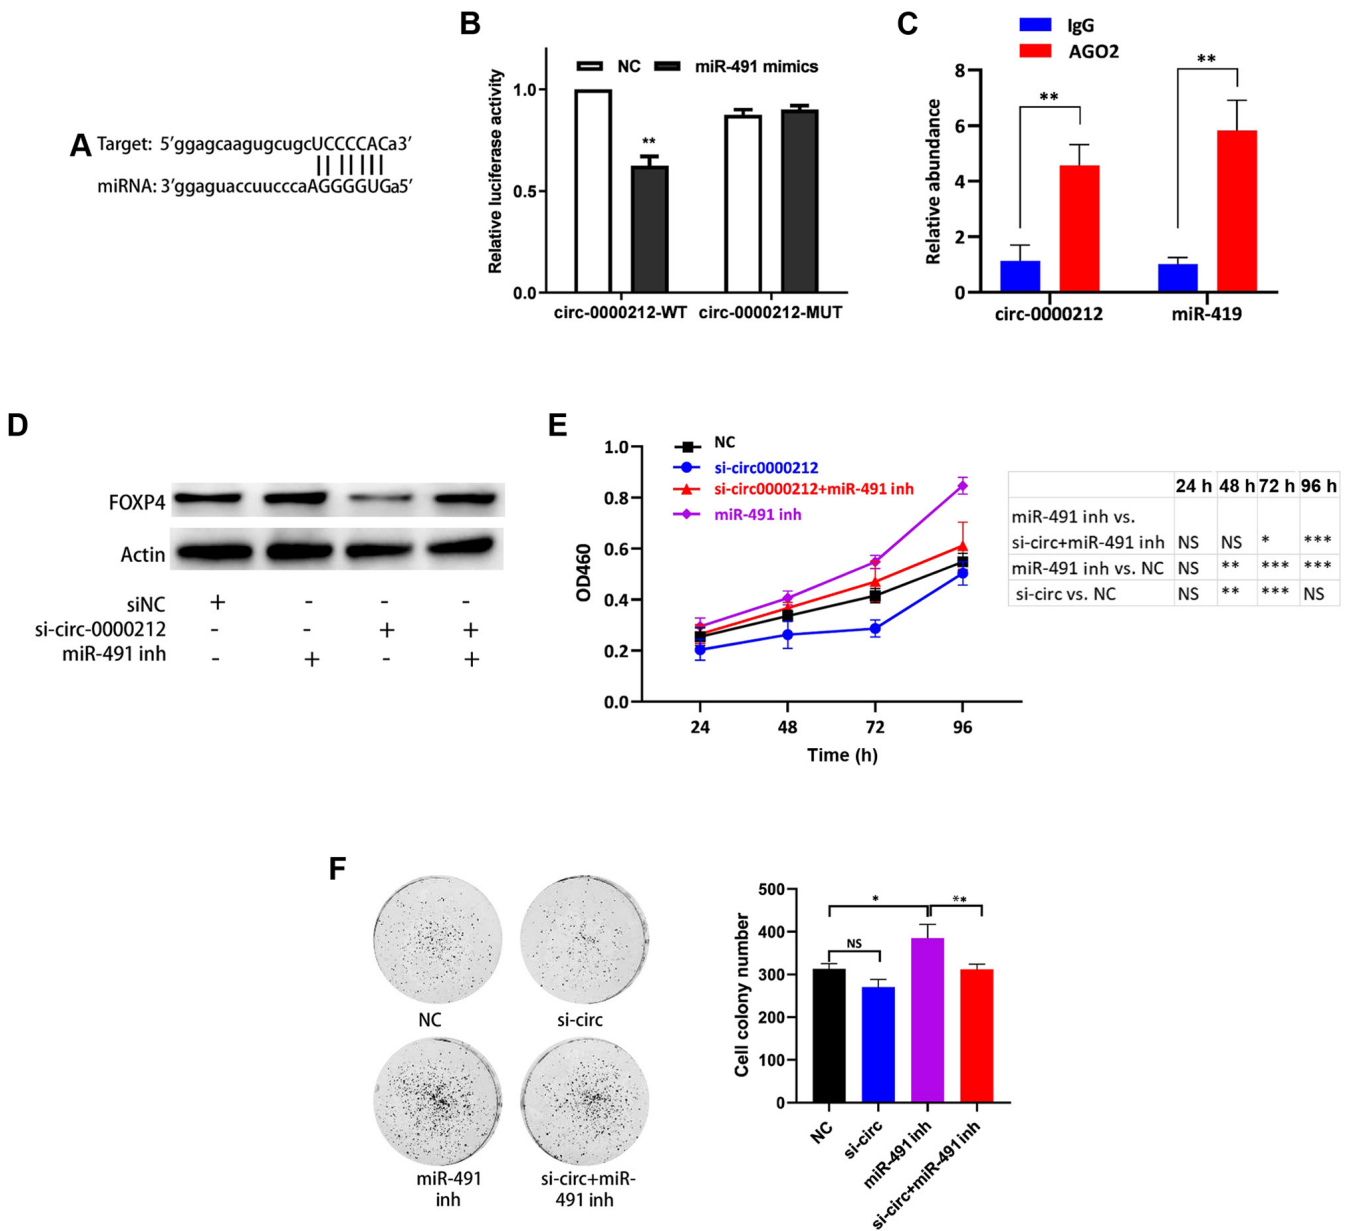 A
Target: 5'ggagcaagugcugcUCCCCACa3'
miRNA: 3'ggaguaccuucccaAGGGGUGa5'
B
NC
miR-491 mimics
Relative luciferase activity
1.0
0.5
0.0
**
circ-0000212-WT
circ-0000212-MUT
C
IgG
AGO2
Relative abundance
8
6
4
2
0
**
**
circ-0000212
miR-419
D
FOXP4
Actin
siNC + - - -
si-circ-0000212 - - + +
miR-491 inh - + - +
E
NC
si-circ0000212
si-circ0000212+miR-491 inh
miR-491 inh
OD460
1.0
0.8
0.6
0.4
0.2
0.0
24 48 72 96
Time (h)
24 h 48 h 72 h 96 h
miR-491 inh vs.
si-circ+miR-491 inh NS NS * ***
miR-491 inh vs. NC NS ** *** ***
si-circ vs. NC NS ** *** NS
F
NC
si-circ
miR-491
inh
si-circ+miR-
491 inh
Cell colony number
500
400
300
200
100
0
*
**
NS
NC
si-circ
miR-491 inh
si-circ+miR-491 inh